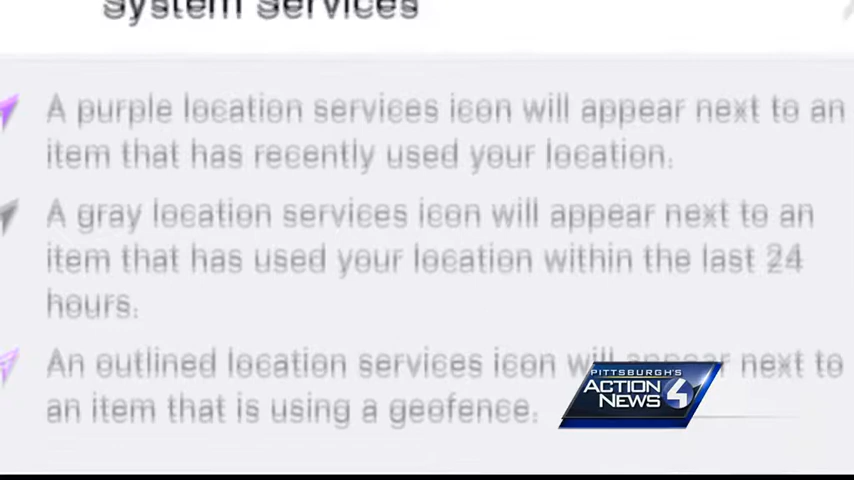 System Services
A purple location services icon will appear next to an
item that has recently used your location.
A gray location services icon will appear next to an
item that has used your location within the last 24
hours.
An outlined location services icon will appear next to
an item that is using a geofence.
PITTSBURGH'S
ACTION
NEWS 4